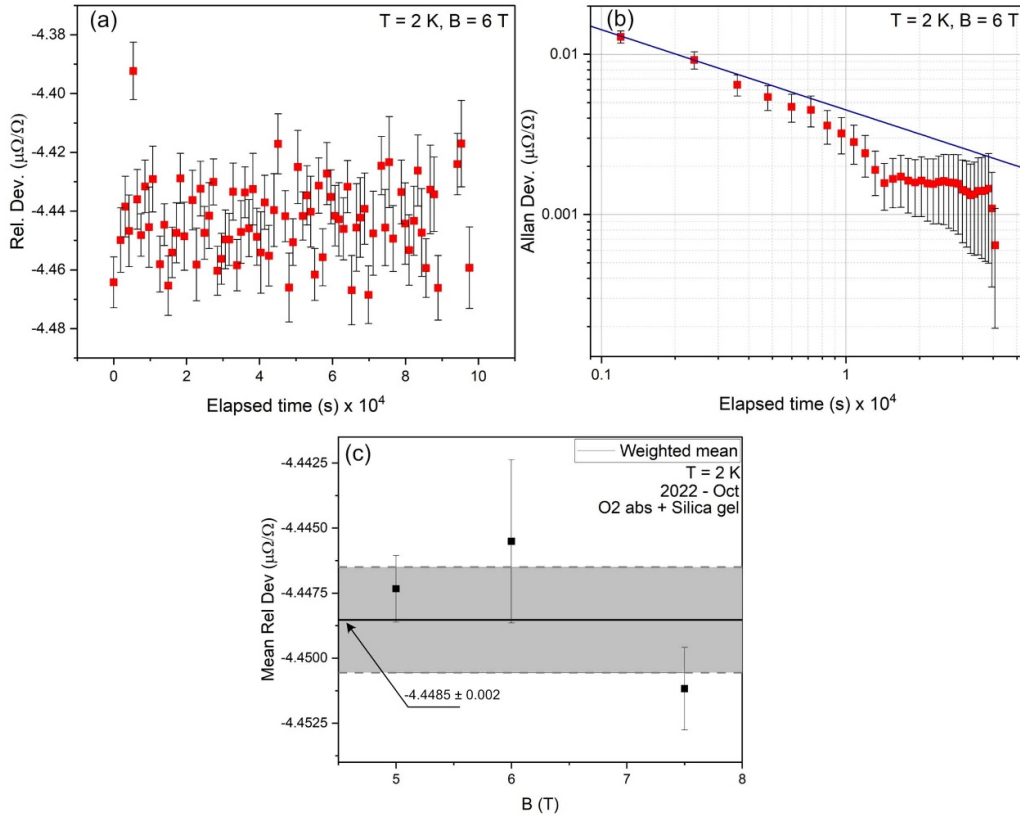 (a)
T = 2 K, B = 6 T
-4.38
-4.40
-4.42
-4.44
-4.46
-4.48
Rel. Dev. (μΩ/Ω)
0
2
4
6
8
10
Elapsed time (s) x 10⁴
(b)
T = 2 K, B = 6 T
0.01
0.001
Allan Dev. (μΩ/Ω)
0.1
1
Elapsed time (s) x 10⁴
(c)
Weighted mean
T = 2 K
2022 - Oct
O2 abs + Silica gel
-4.4425
-4.4450
-4.4475
-4.4500
-4.4525
Mean Rel Dev (μΩ/Ω)
-4.4485 ± 0.002
5
6
7
8
B (T)